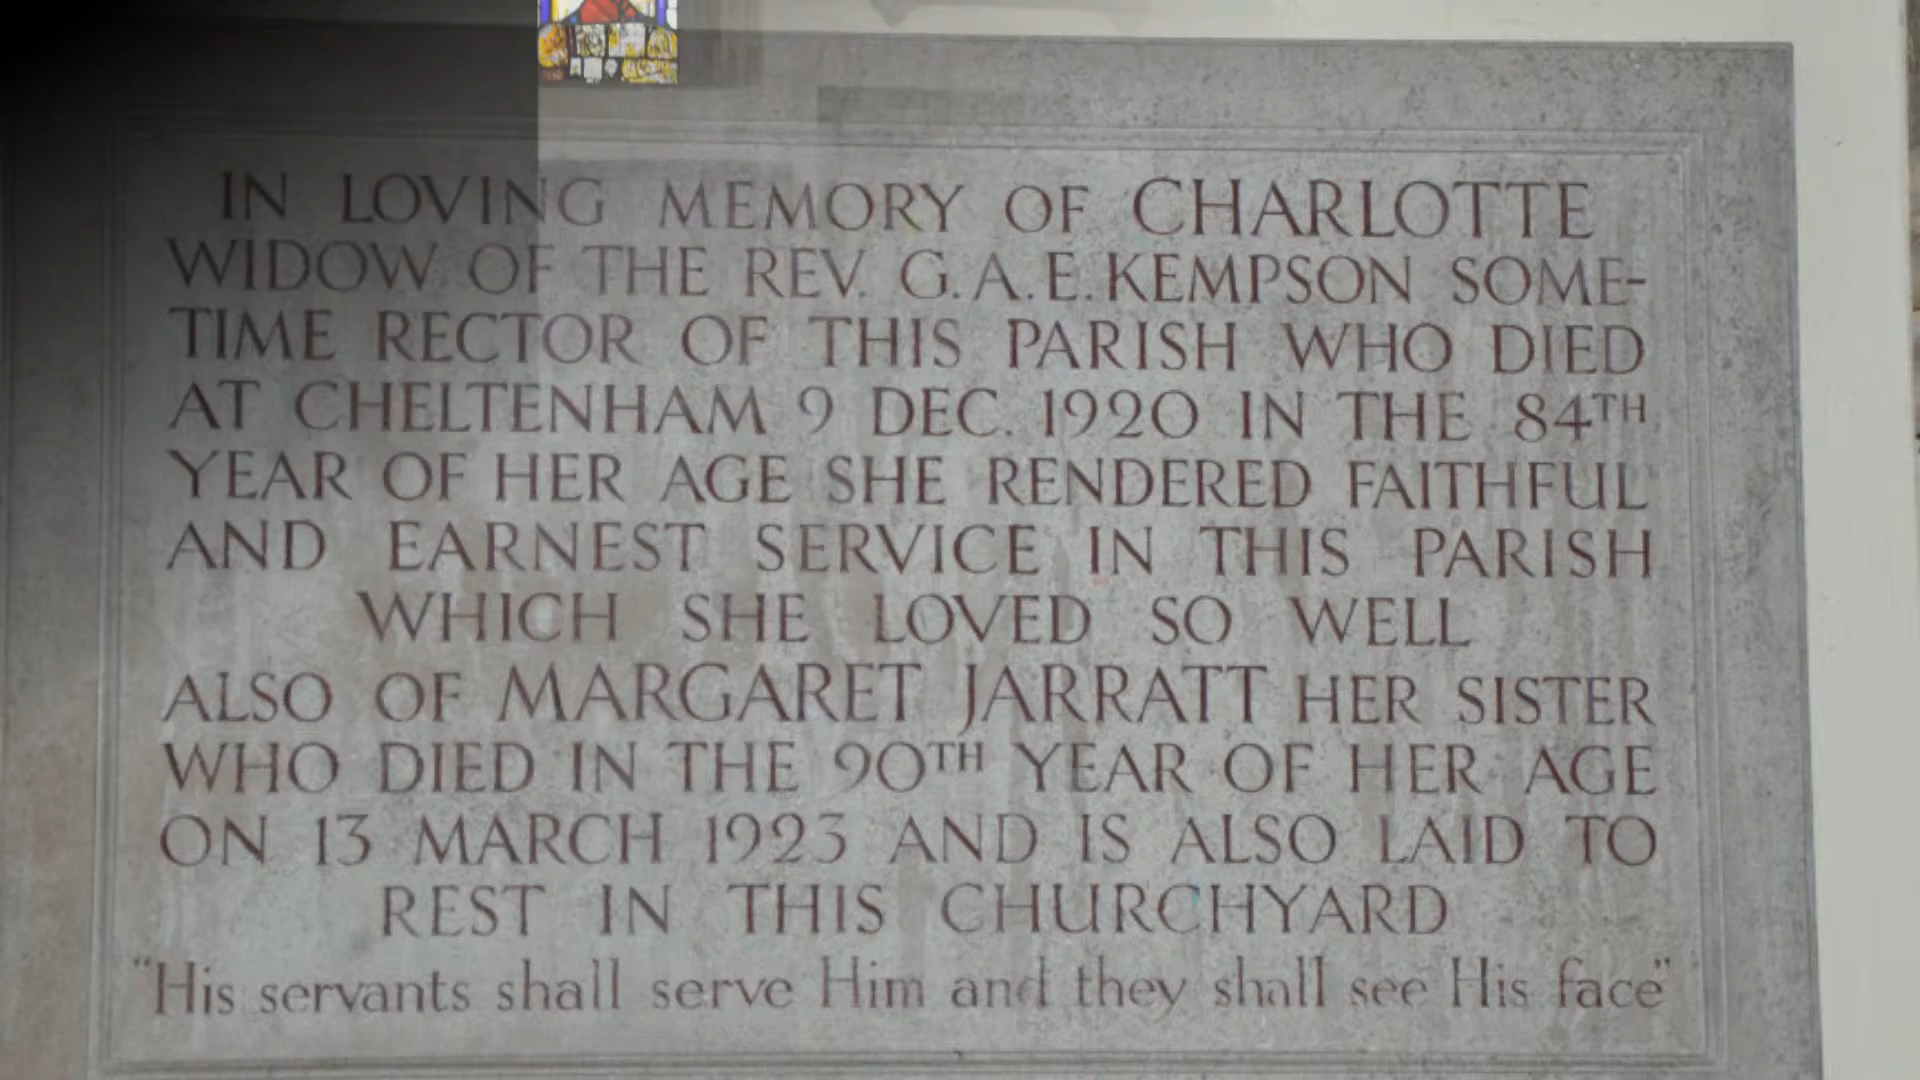 IN LOVING MEMORY OF CHARLOTTE
WIDOW OF THE REV. G.A.E. KEMPSON SOME-
TIME RECTOR OF THIS PARISH WHO DIED
AT CHELTENHAM 9 DEC. 1920 IN THE 84TH
YEAR OF HER AGE SHE RENDERED FAITHFUL
AND EARNEST SERVICE IN THIS PARISH
WHICH SHE LOVED SO WELL
ALSO OF MARGARET JARRATT HER SISTER
WHO DIED IN THE 90TH YEAR OF HER AGE
ON 13 MARCH 1923 AND IS ALSO LAID TO
REST IN THIS CHURCHYARD
"His servants shall serve Him and they shall see His face"